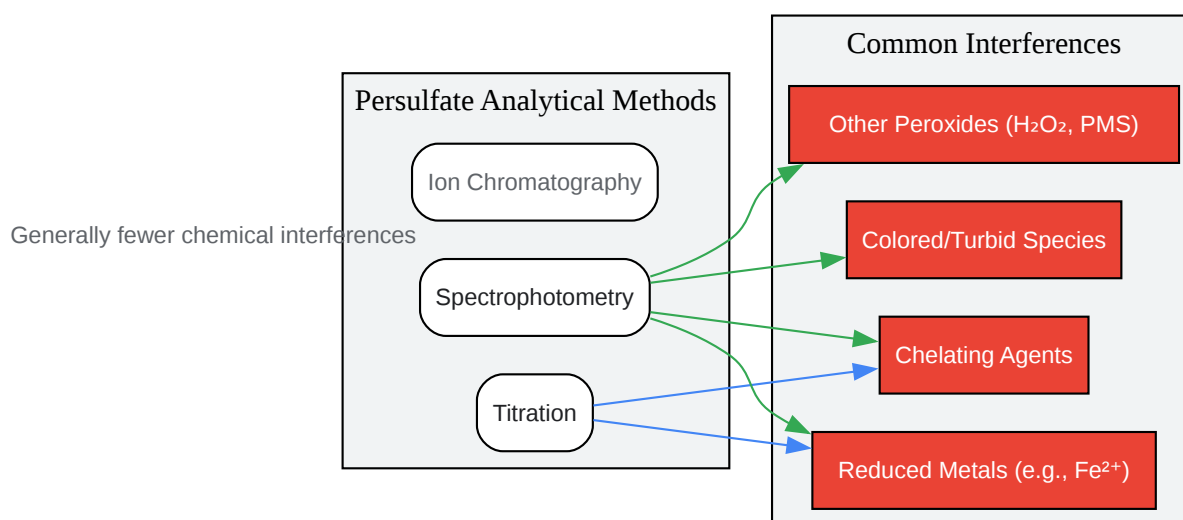 Common Interferences
Persulfate Analytical Methods
Other Peroxides (H₂O₂, PMS)
Ion Chromatography
Generally fewer chemical interferences
Colored/Turbid Species
Spectrophotometry
Chelating Agents
Titration
Reduced Metals (e.g., Fe²⁺)